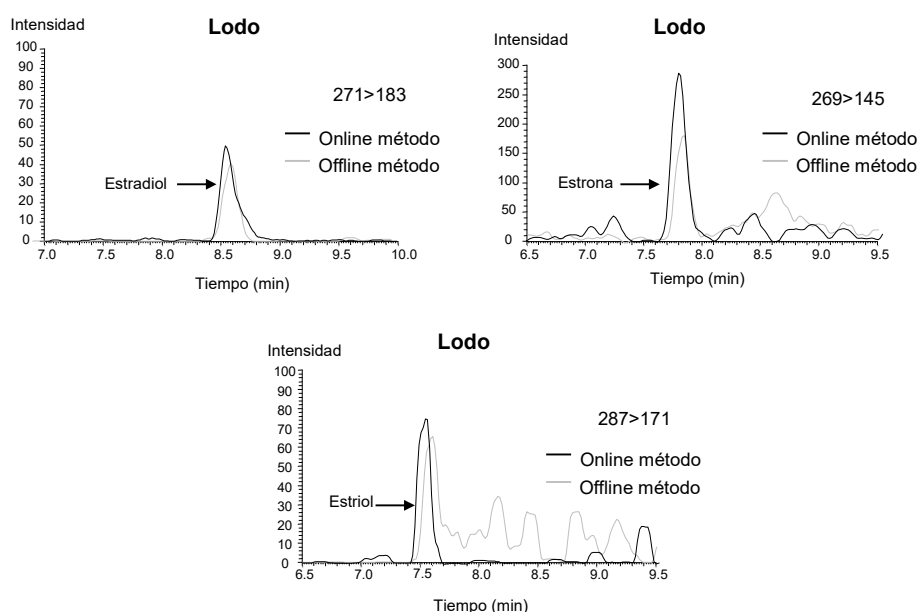 Intensidad
Lodo
100
90
80
70
60
50
40
30
20
10
0
271>183
Online método
Offline método
Estradiol
7.0 7.5 8.0 8.5 9.0 9.5 10.0
Tiempo (min)
Intensidad
Lodo
300
250
200
150
100
50
0
269>145
Online método
Offline método
Estrona
6.5 7.0 7.5 8.0 8.5 9.0 9.5
Tiempo (min)
Intensidad
Lodo
100
90
80
70
60
50
40
30
20
10
0
287>171
Online método
Offline método
Estriol
6.5 7.0 7.5 8.0 8.5 9.0 9.5
Tiempo (min)